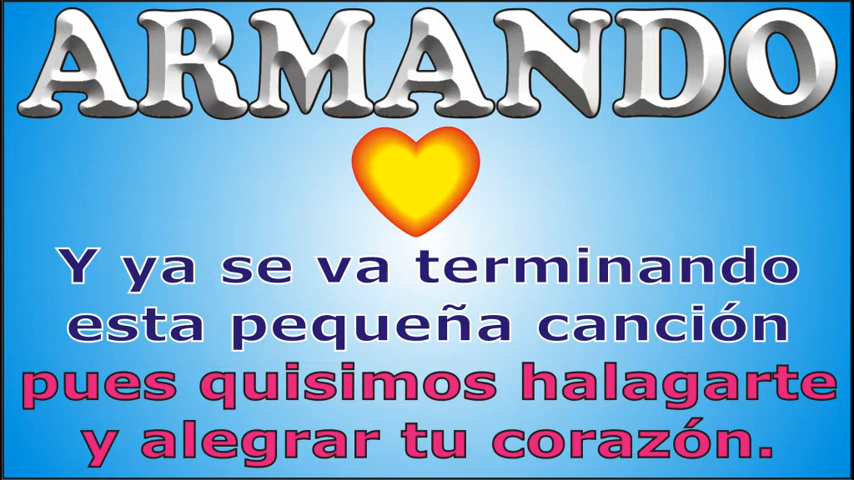 ARMANDO
Y ya se va terminando
esta pequeña canción
pues quisimos halagarte
y alegrar tu corazón.